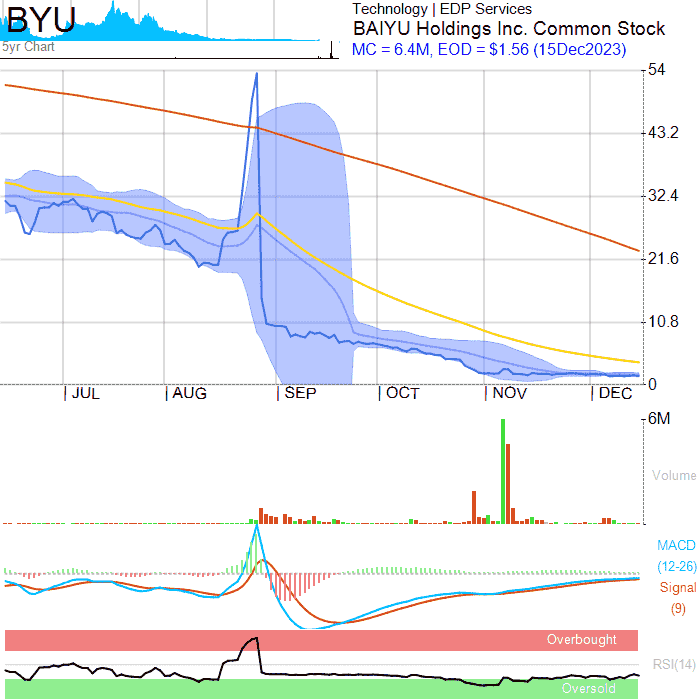 BYU
5yr Chart
Technology | EDP Services
BAIYU Holdings Inc. Common Stock
MC = 6.4M, EOD = $1.56 (15Dec2023)
54
43.2
32.4
21.6
10.8
0
JUL
AUG
SEP
OCT
NOV
DEC
6M
Volume
MACD
(12-26)
Signal
(9)
Overbought
RSI(14)
Oversold